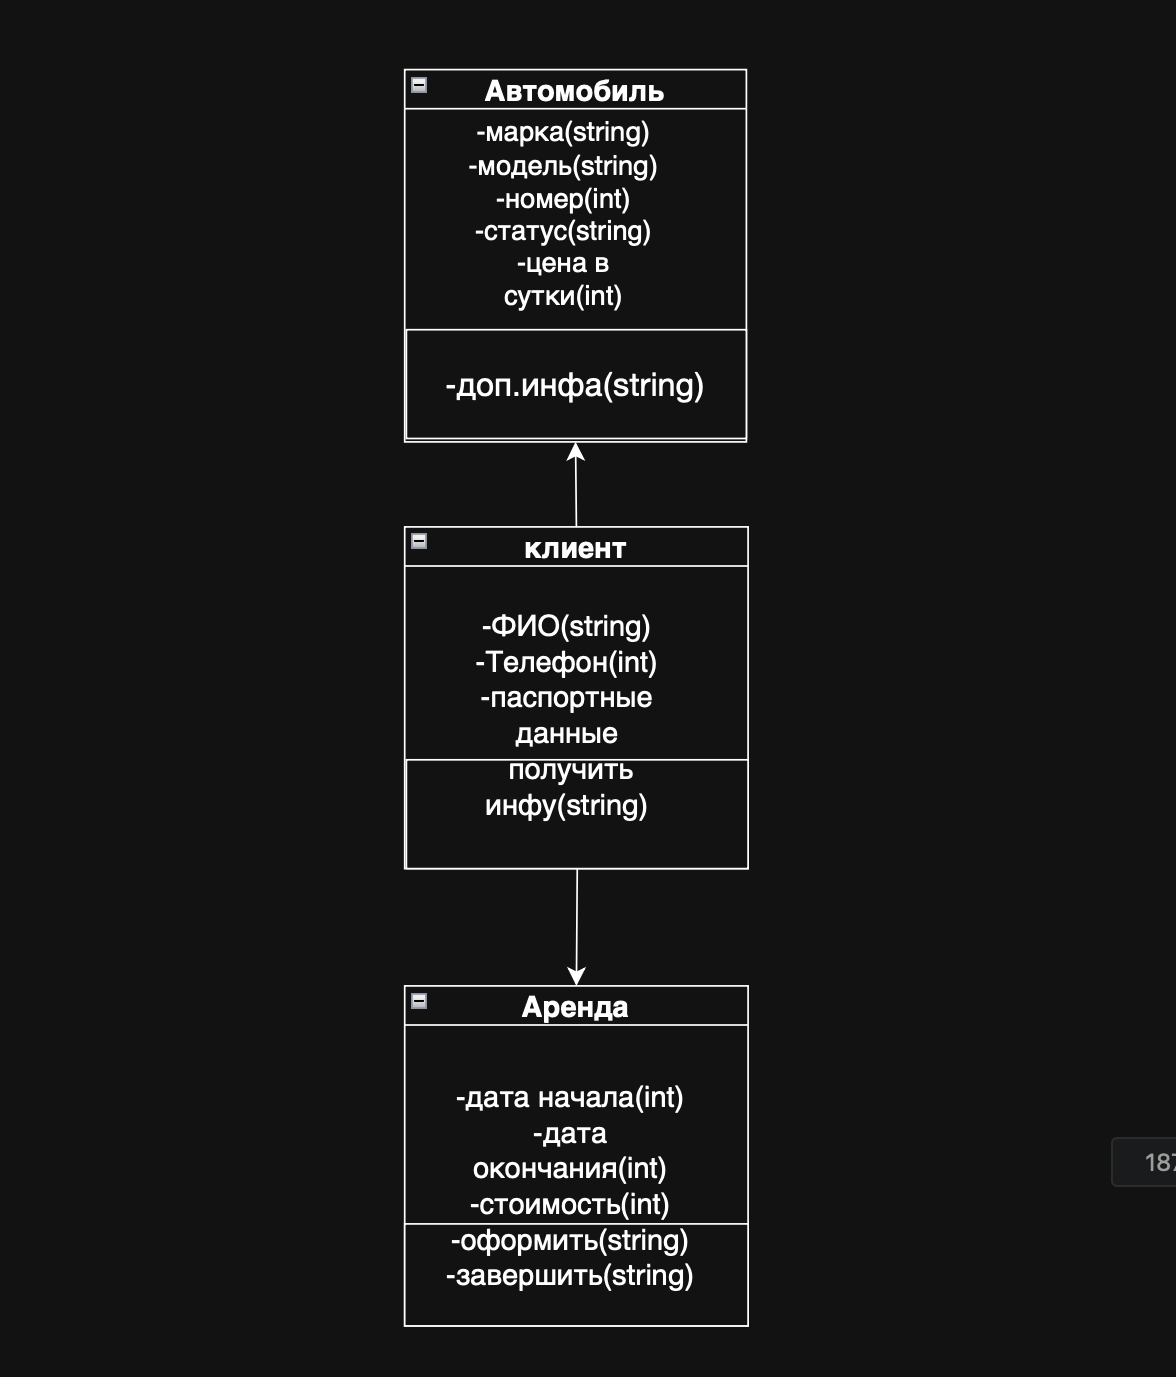 Автомобиль
-марка(string)
-модель(string)
-номер(int)
-статус(string)
-цена в
сутки(int)
-доп.инфа(string)
клиент
-ФИО(string)
-Телефон(int)
-паспортные
данные
получить
инфу(string)
Аренда
-дата начала(int)
-дата
окончания(int)
-стоимость(int)
-оформить(string)
-завершить(string)